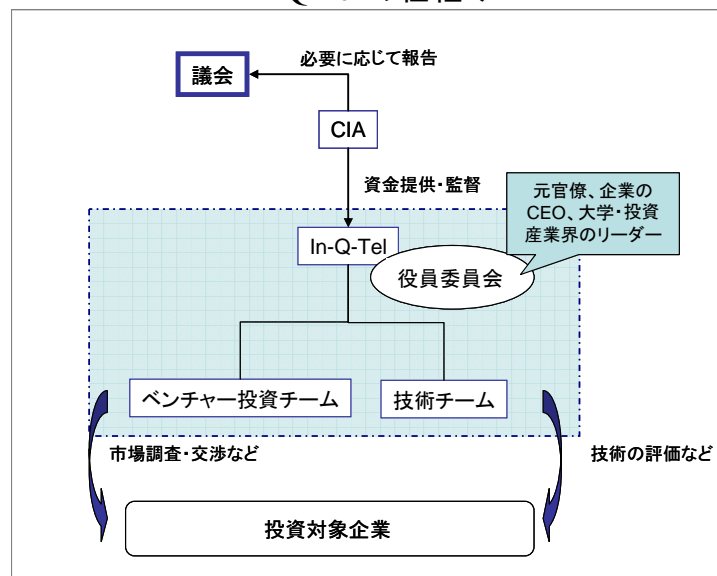 必要に応じて報告
議会
CIA
資金提供・監督
元官僚、企業の
CEO、大学・投資
産業界のリーダー
In-Q-Tel
役員委員会
ベンチャー投資チーム
技術チーム
市場調査・交渉など
技術の評価など
投資対象企業